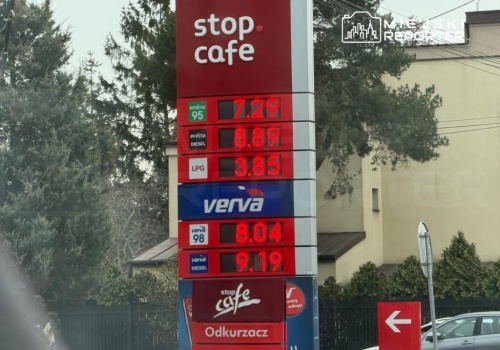 MIEJSKI
REPORTER
stop.
cafe
efecta 95 7.29
efecta DIESEL 8.89
LPG 3.85
verva
verva 98 8.04
verva DIESEL 9.19
stop
cafe
Odkurzacz